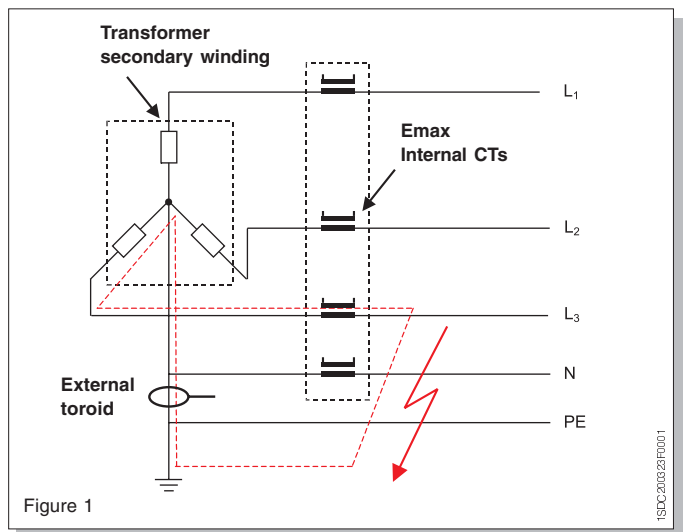 Transformer
secondary winding
L1
Emax
Internal CTs
L2
L3
External
toroid
N
PE
Figure 1
1SDC200323F0001